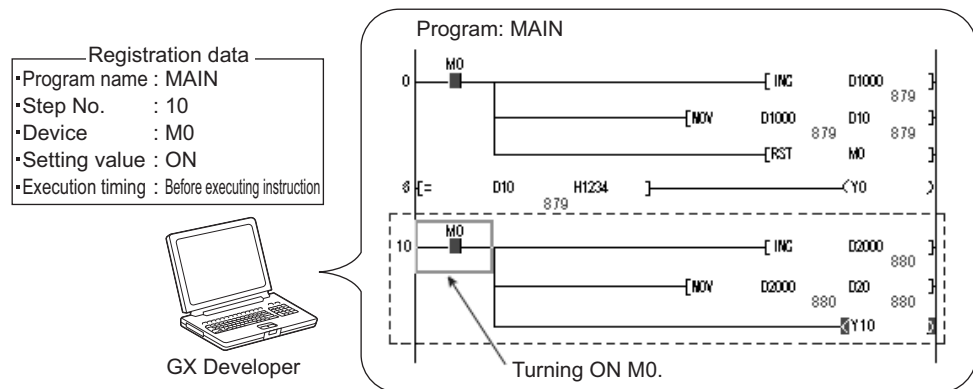 Registration data
▪Program name : MAIN
▪Step No. : 10
▪Device : M0
▪Setting value : ON
▪Execution timing : Before executing instruction
GX Developer
Program: MAIN
M0
0 [ INC D1000 ]
879
[MOV D1000 D10 ]
879 879
[RST M0 ]
6 [= D10 H1234 ] (Y0 )
879
M0
10 [ INC D2000 ]
880
[MOV D2000 D20 ]
880 880
(Y10 )
Turning ON M0.